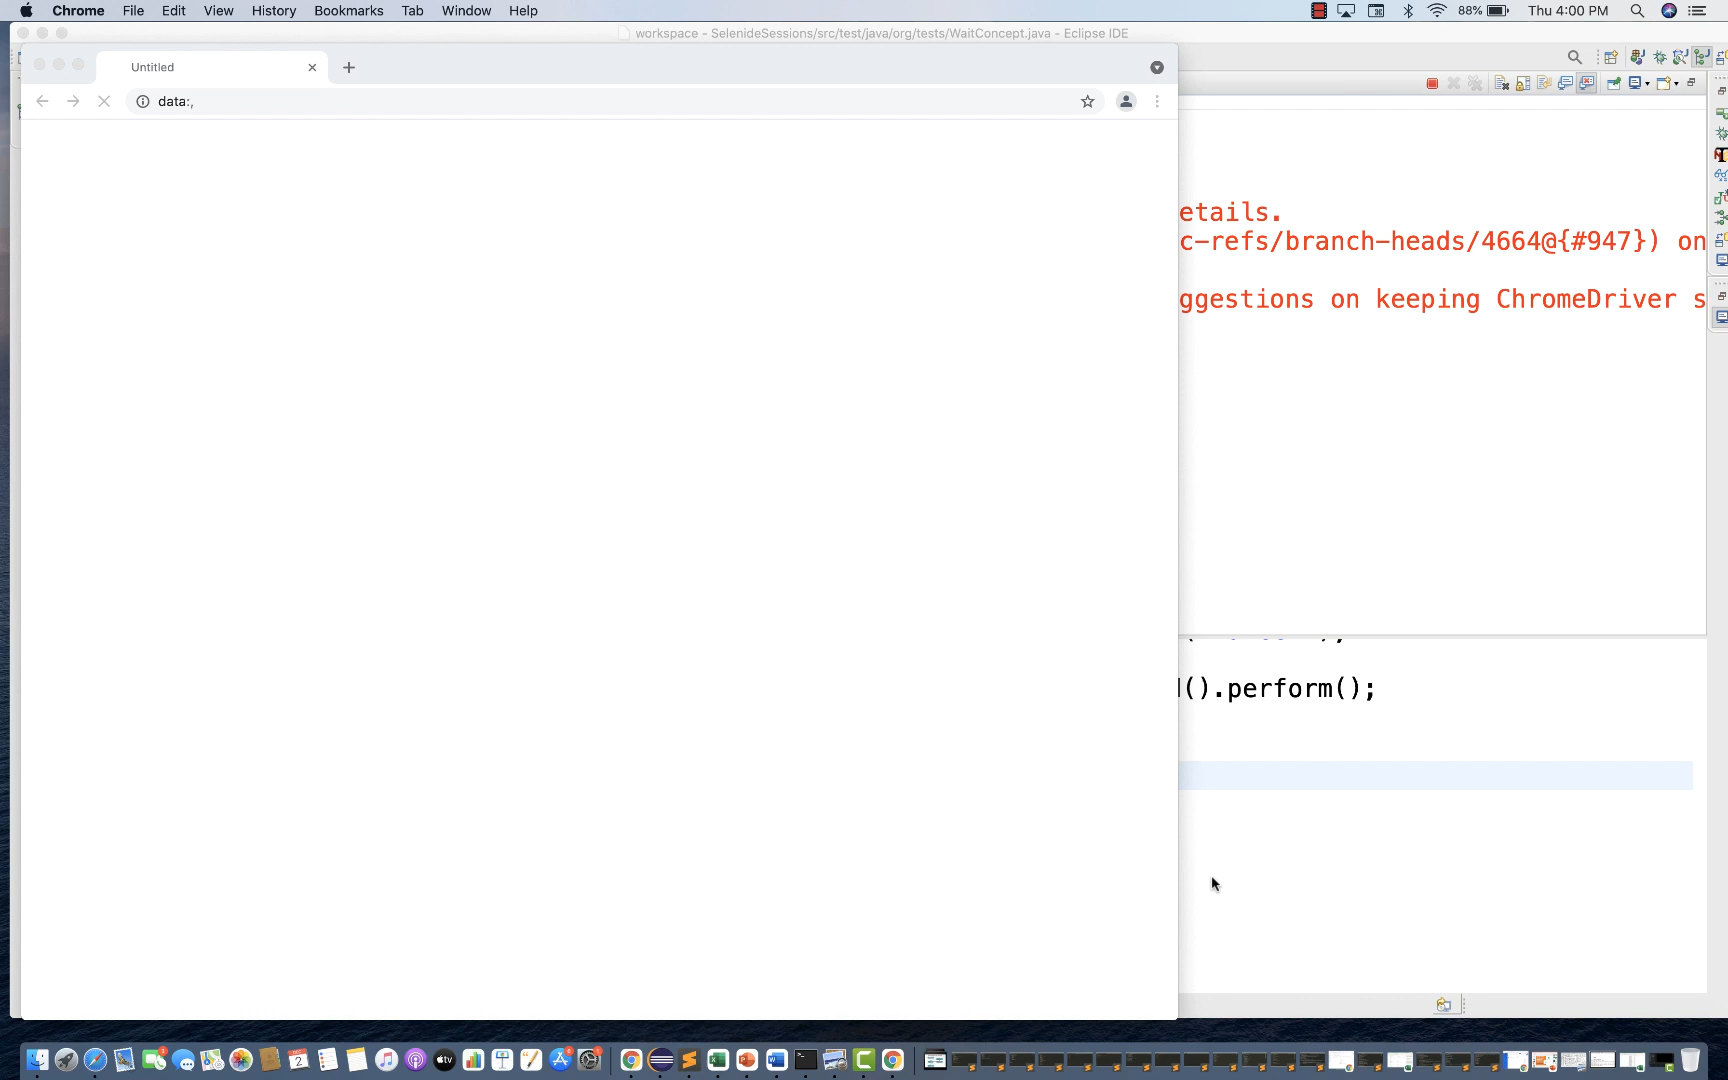 Chrome File Edit View History Bookmarks Tab Window Help 88% Thu 4:00 PM
workspace - SelenideSessions/src/test/java/org/tests/WaitConcept.java - Eclipse IDE
Untitled
data:,
etails.
c-refs/branch-heads/4664@{#947}) on
ggestions on keeping ChromeDriver s
().perform();